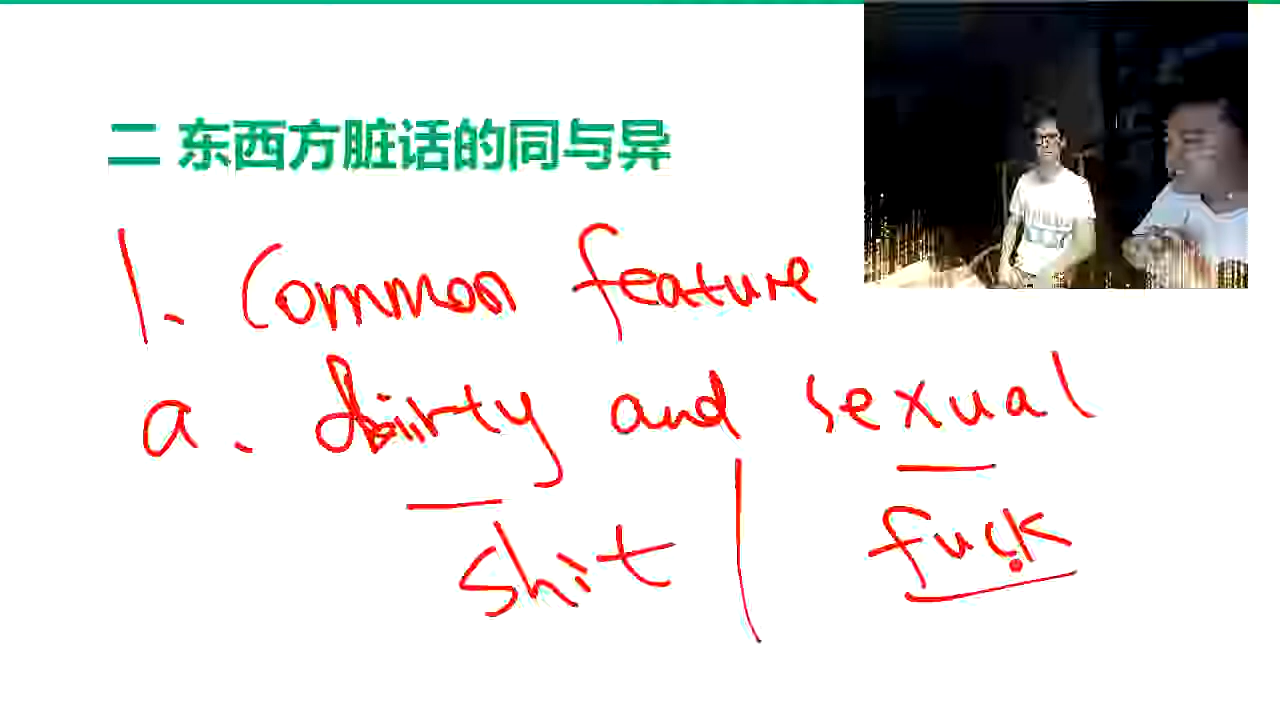 二 东西方脏话的同与异
1. Common feature
a. dirty and sexual
shit | fuck